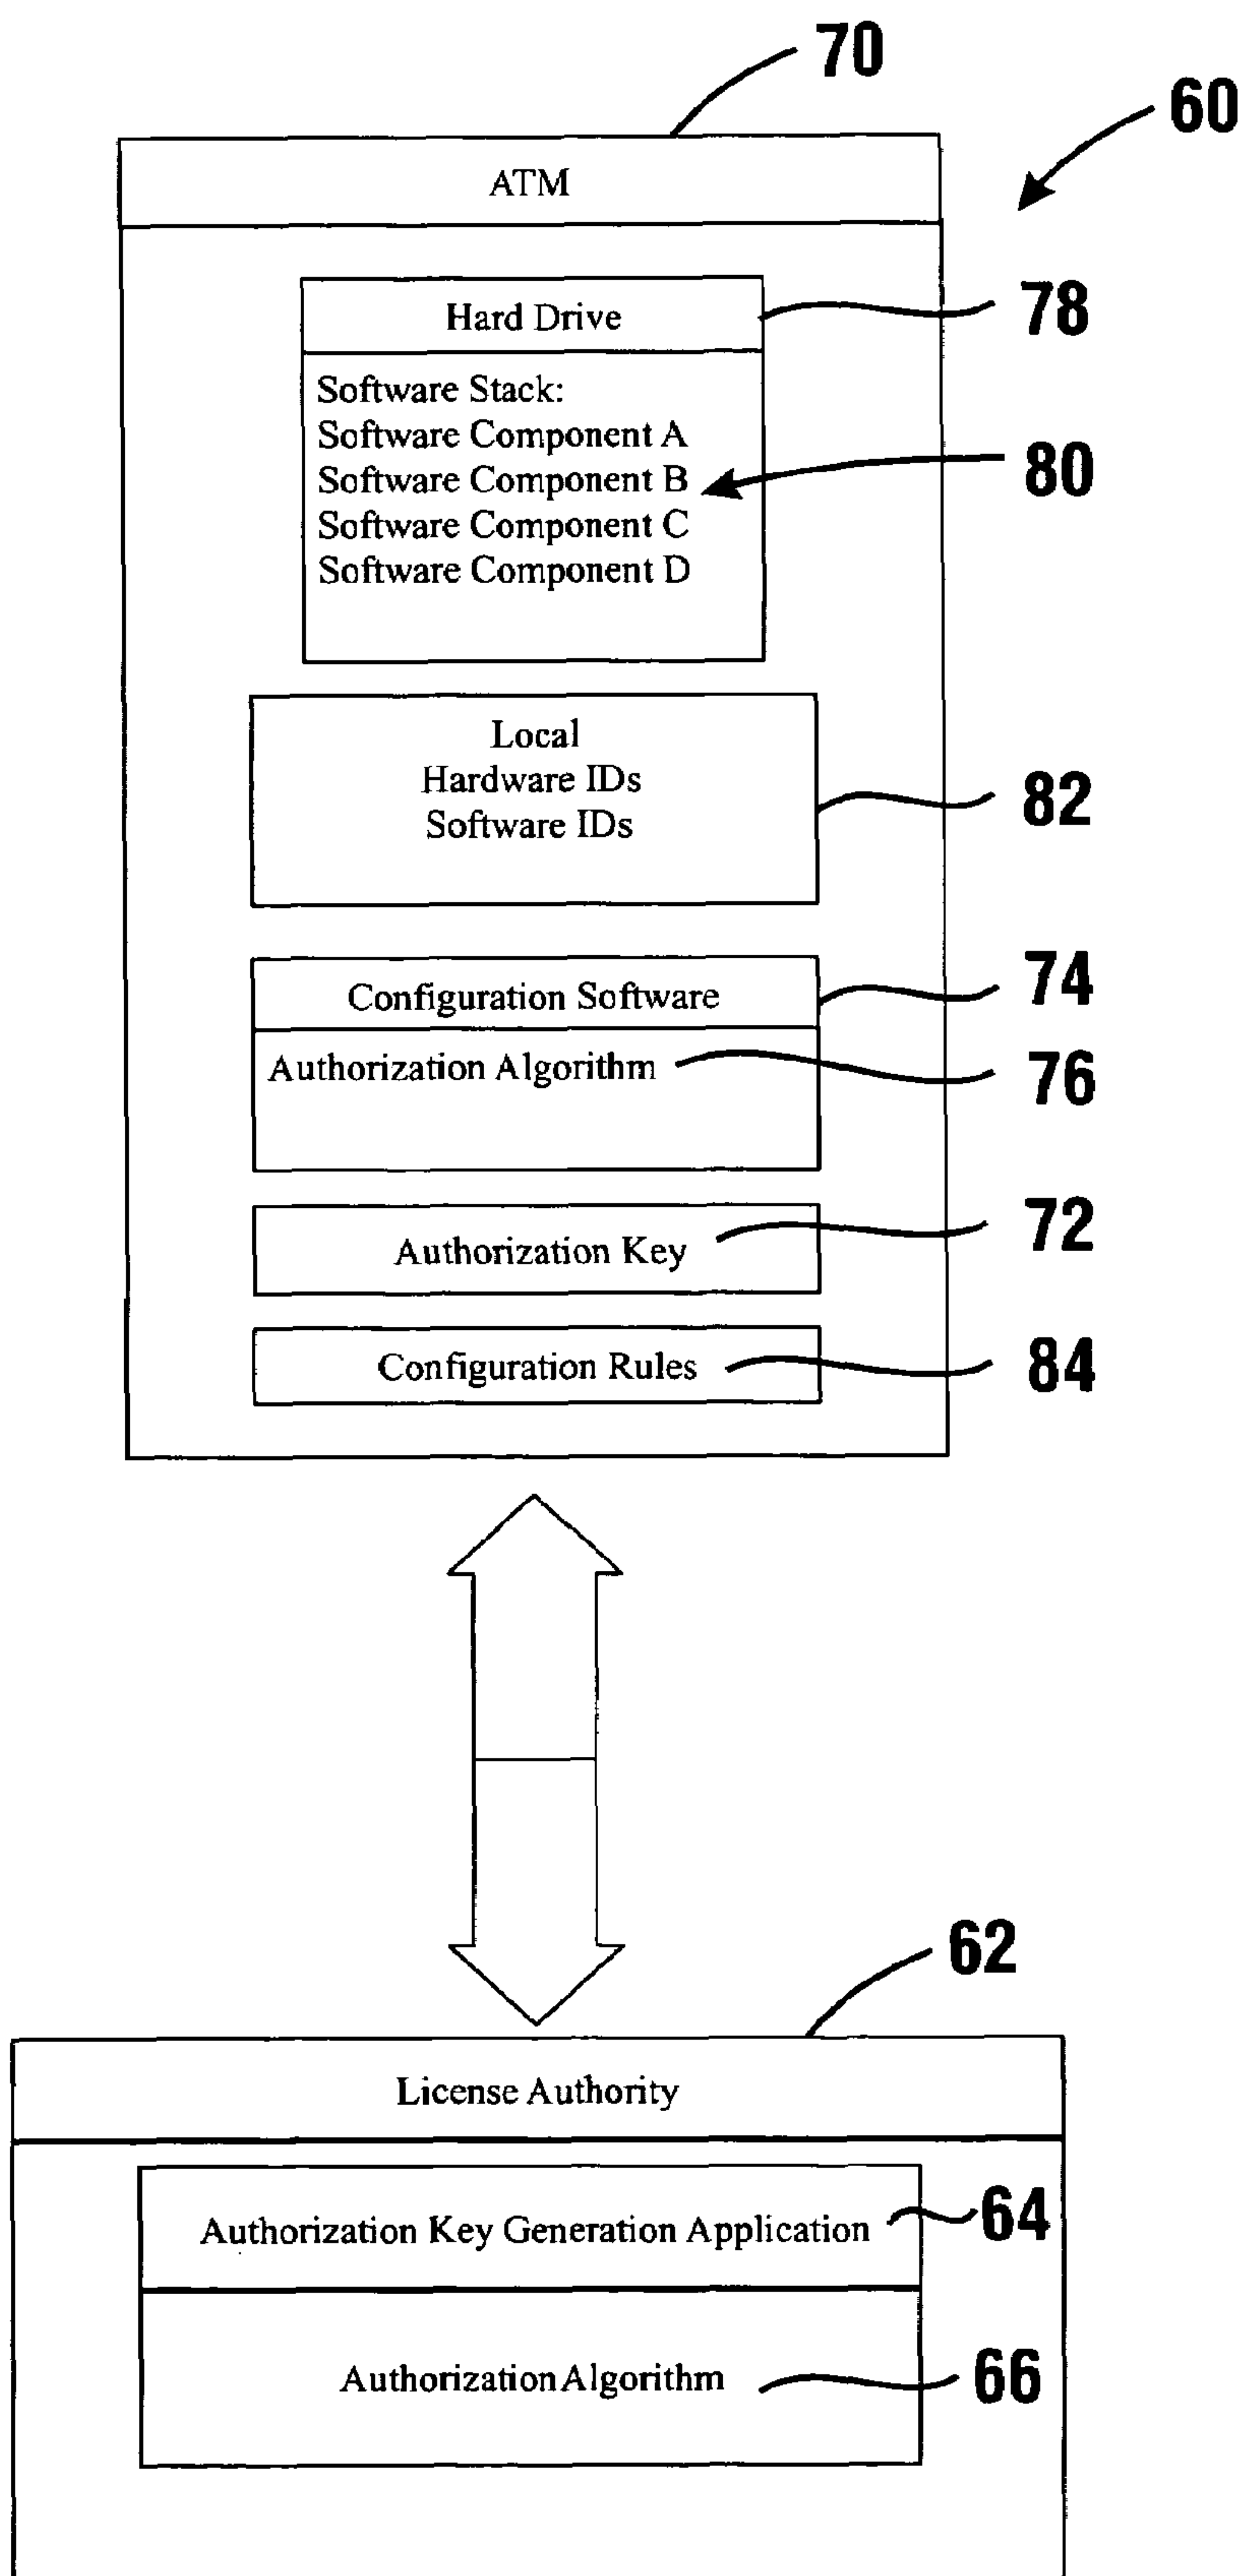 70
60
ATM
Hard Drive
78
Software Stack:
Software Component A
Software Component B
80
Software Component C
Software Component D
Local
Hardware IDs
Software IDs
82
Configuration Software
74
Authorization Algorithm
76
Authorization Key
72
Configuration Rules
84
62
License Authority
Authorization Key Generation Application
64
Authorization Algorithm
66